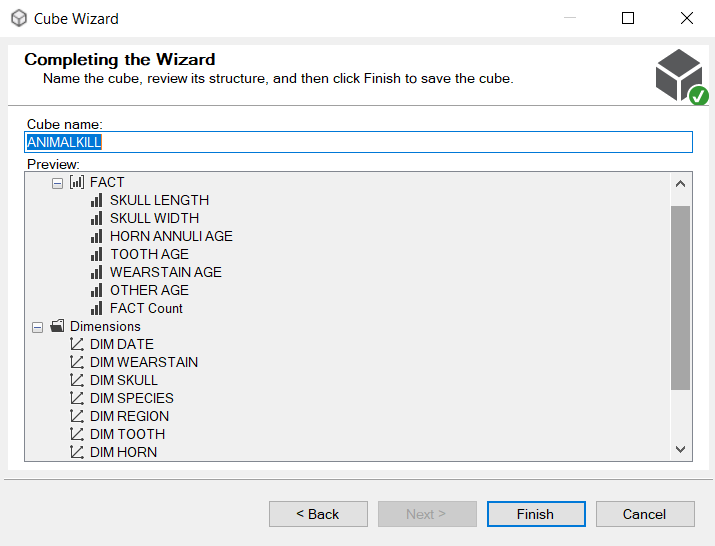 Cube Wizard
Completing the Wizard
Name the cube, review its structure, and then click Finish to save the cube.
Cube name:
ANIMALKILL
Preview:
FACT
SKULL LENGTH
SKULL WIDTH
HORN ANNULI AGE
TOOTH AGE
WEARSTAIN AGE
OTHER AGE
FACT Count
Dimensions
DIM DATE
DIM WEARSTAIN
DIM SKULL
DIM SPECIES
DIM REGION
DIM TOOTH
DIM HORN
< Back Next > Finish Cancel